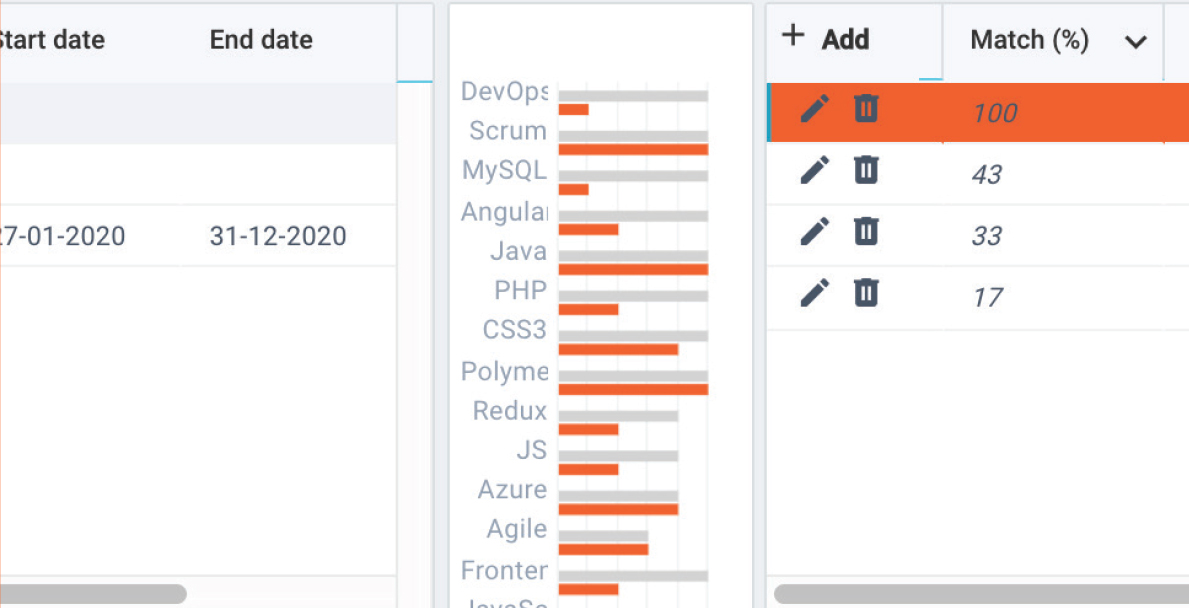 Start date End date
27-01-2020 31-12-2020
DevOps
Scrum
MySQL
Angular
Java
PHP
CSS3
Polyme
Redux
JS
Azure
Agile
Fronter
+ Add Match (%)
100
43
33
17